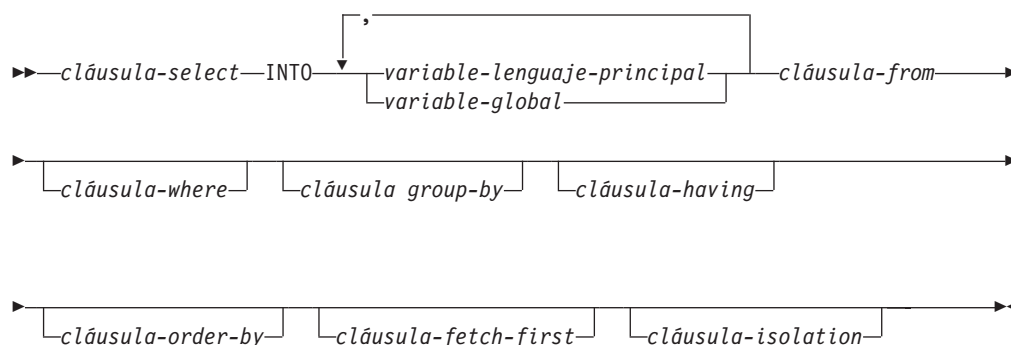 ,
cláusula-select INTO variable-lenguaje-principal cláusula-from
variable-global
cláusula-where cláusula group-by cláusula-having
cláusula-order-by cláusula-fetch-first cláusula-isolation